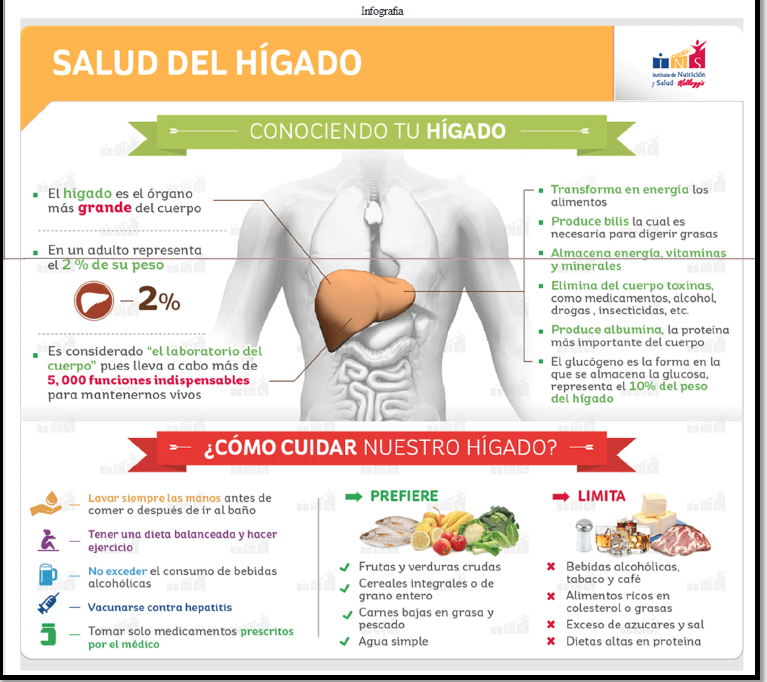 Infografía
SALUD DEL HÍGADO
INS
Instituto de Nutrición
y Salud Kellogg's
CONOCIENDO TU HÍGADO
El hígado es el órgano
más grande del cuerpo
En un adulto representa
el 2 % de su peso
– 2%
Es considerado "el laboratorio del
cuerpo" pues lleva a cabo más de
5, 000 funciones indispensables
para mantenernos vivos
Transforma en energía los
alimentos
Produce bilis la cual es
necesaria para digerir grasas
Almacena energía, vitaminas
y minerales
Elimina del cuerpo toxinas,
como medicamentos, alcohol,
drogas , insecticidas, etc.
Produce albumina, la proteína
más importante del cuerpo
El glucógeno es la forma en la
que se almacena la glucosa,
representa el 10% del peso
del hígado
¿CÓMO CUIDAR NUESTRO HÍGADO?
Lavar siempre las manos antes de
comer o después de ir al baño
Tener una dieta balanceada y hacer
ejercicio
No exceder el consumo de bebidas
alcohólicas
Vacunarse contra hepatitis
Tomar solo medicamentos prescritos
por el médico
PREFIERE
Frutas y verduras crudas
Cereales integrales o de
grano entero
Carnes bajas en grasa y
pescado
Agua simple
LIMITA
Bebidas alcohólicas,
tabaco y café
Alimentos ricos en
colesterol o grasas
Exceso de azucares y sal
Dietas altas en proteína